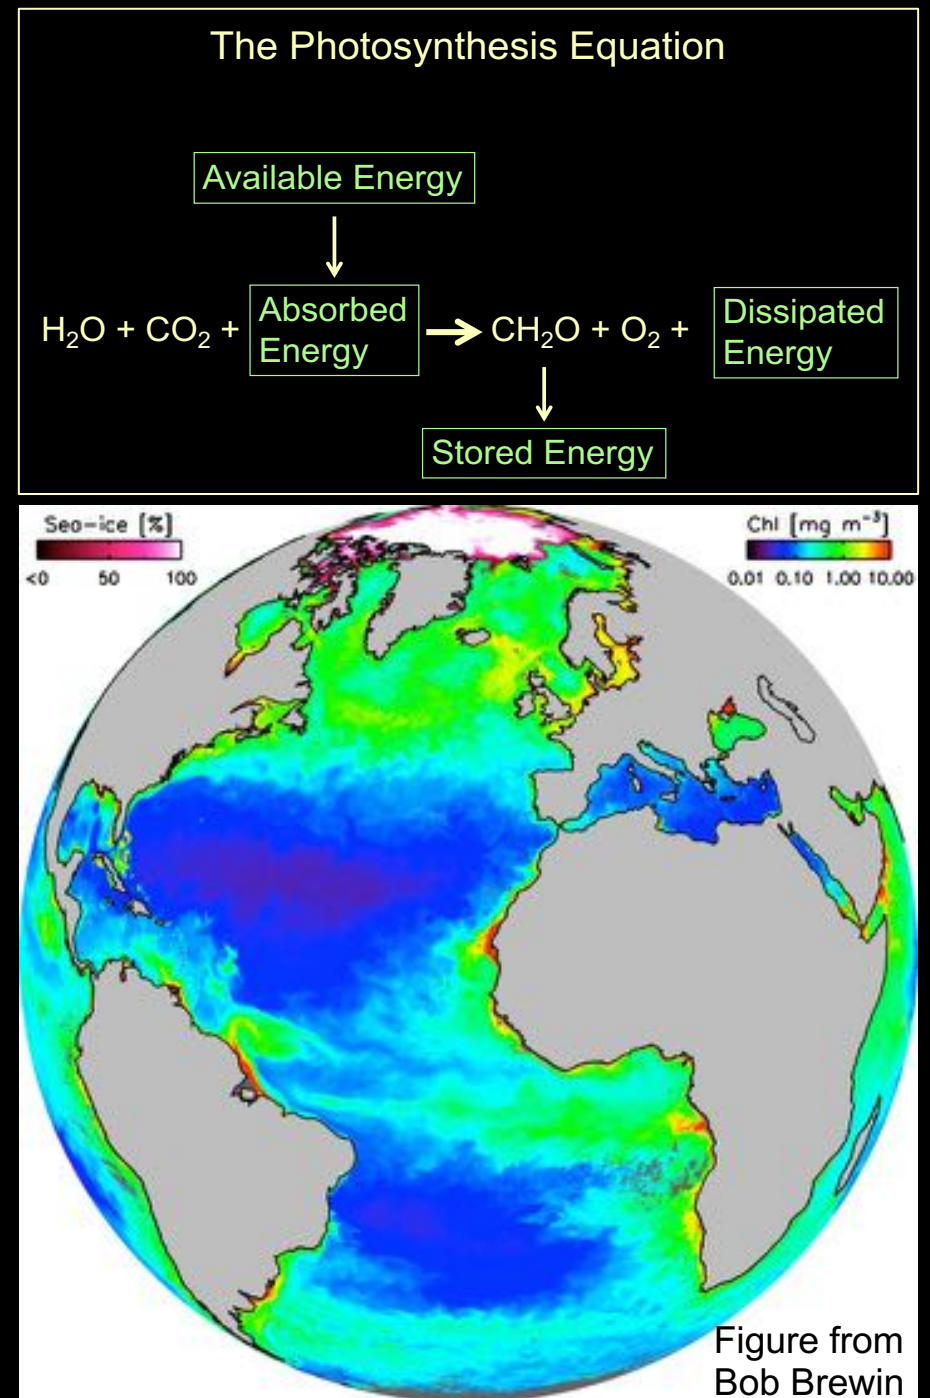 The Photosynthesis Equation
Available Energy
H₂O + CO₂ + Absorbed Energy → CH₂O + O₂ + Dissipated Energy
Stored Energy
Sea-ice [%]
<0 50 100
Chl [mg m⁻³]
0.01 0.10 1.00 10.00
Figure from
Bob Brewin